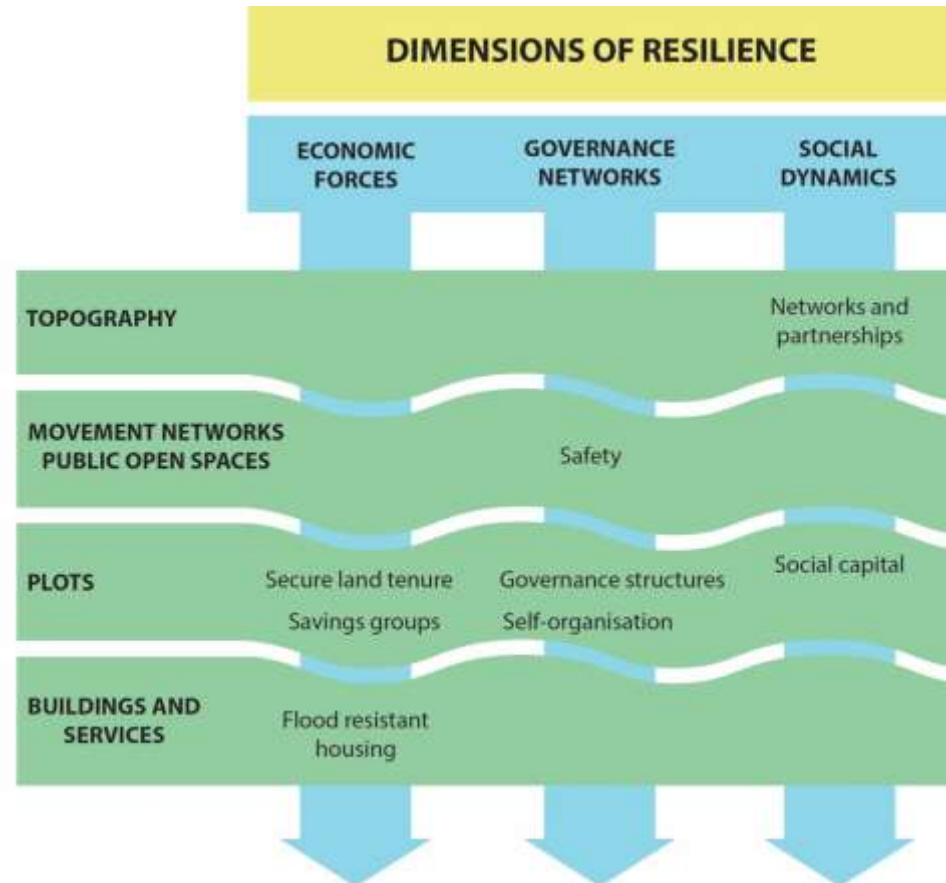 DIMENSIONS OF RESILIENCE
ECONOMIC
FORCES
GOVERNANCE
NETWORKS
SOCIAL
DYNAMICS
TOPOGRAPHY
Networks and
partnerships
MOVEMENT NETWORKS
PUBLIC OPEN SPACES
Safety
PLOTS
Secure land tenure
Savings groups
Governance structures
Self-organisation
Social capital
BUILDINGS AND
SERVICES
Flood resistant
housing